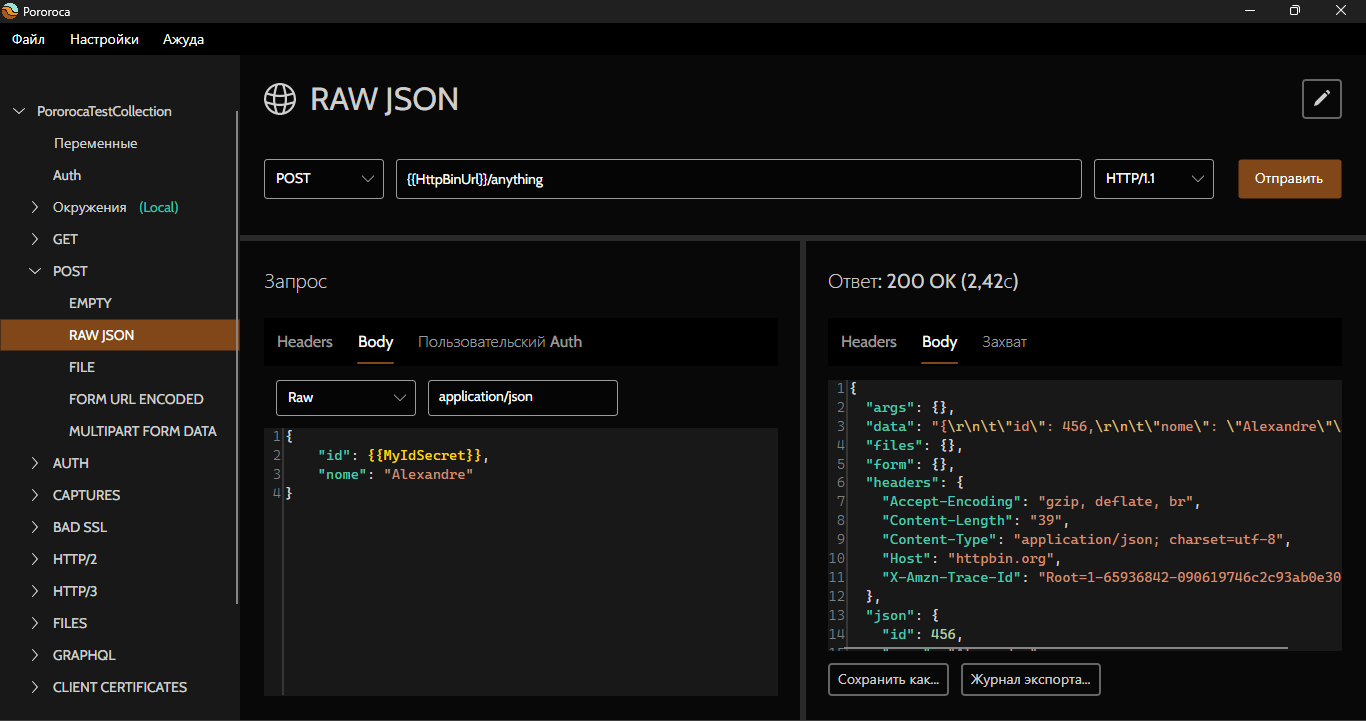 Pororoca
Файл Настройки Ажуда
PororocaTestCollection
Переменные
Auth
Окружения (Local)
GET
POST
EMPTY
RAW JSON
FILE
FORM URL ENCODED
MULTIPART FORM DATA
AUTH
CAPTURES
BAD SSL
HTTP/2
HTTP/3
FILES
GRAPHQL
CLIENT CERTIFICATES
RAW JSON
POST {{HttpBinUrl}}/anything HTTP/1.1 Отправить
Запрос
Headers Body Пользовательский Auth
Raw application/json
1 {
2 "id": {{MyIdSecret}},
3 "nome": "Alexandre"
4 }
Ответ: 200 OK (2,42с)
Headers Body Захват
1 {
2 "args": {},
3 "data": "{\r\n\t\"id\": 456,\r\n\t\"nome\": \"Alexandre\"\
4 "files": {},
5 "form": {},
6 "headers": {
7 "Accept-Encoding": "gzip, deflate, br",
8 "Content-Length": "39",
9 "Content-Type": "application/json; charset=utf-8",
10 "Host": "httpbin.org",
11 "X-Amzn-Trace-Id": "Root=1-65936842-090619746c2c93ab0e30
12 },
13 "json": {
14 "id": 456,
Сохранить как... Журнал экспорта...